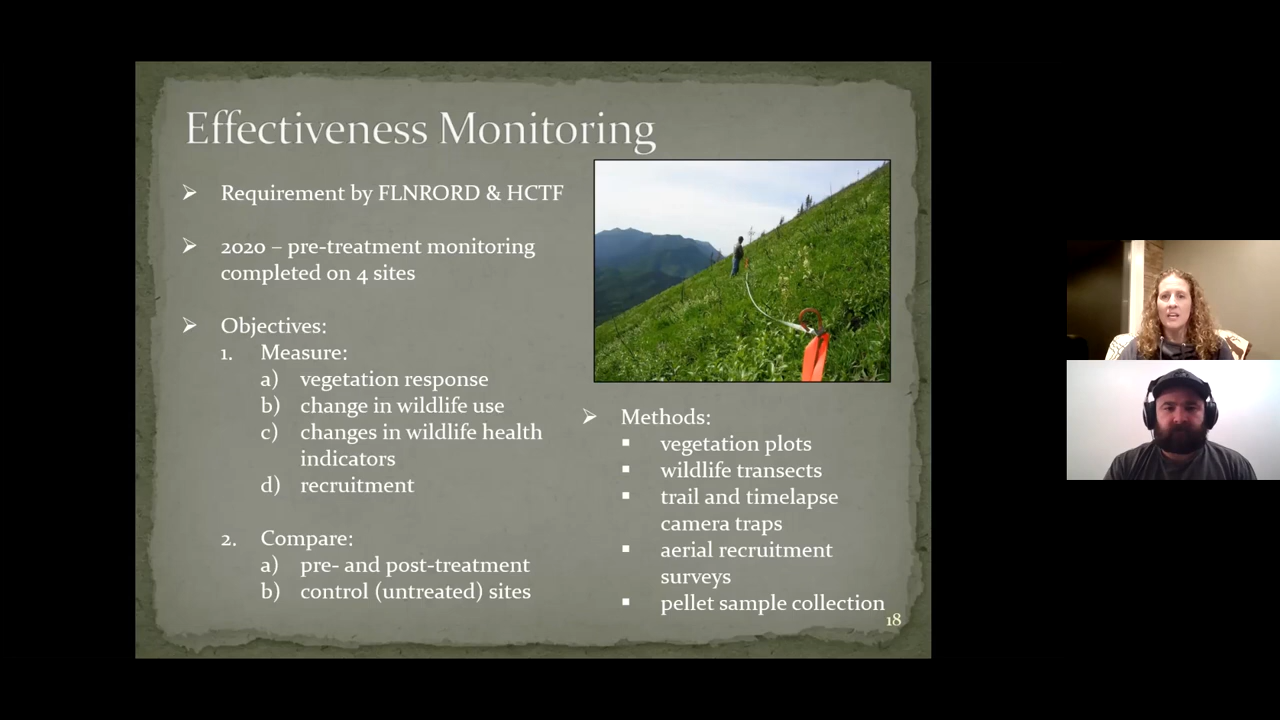 Effectiveness Monitoring
➢ Requirement by FLNRORD & HCTF
➢ 2020 – pre-treatment monitoring
completed on 4 sites
➢ Objectives:
1. Measure:
a) vegetation response
b) change in wildlife use
c) changes in wildlife health
indicators
d) recruitment
2. Compare:
a) pre- and post-treatment
b) control (untreated) sites
➢ Methods:
▪ vegetation plots
▪ wildlife transects
▪ trail and timelapse
camera traps
▪ aerial recruitment
surveys
▪ pellet sample collection
18